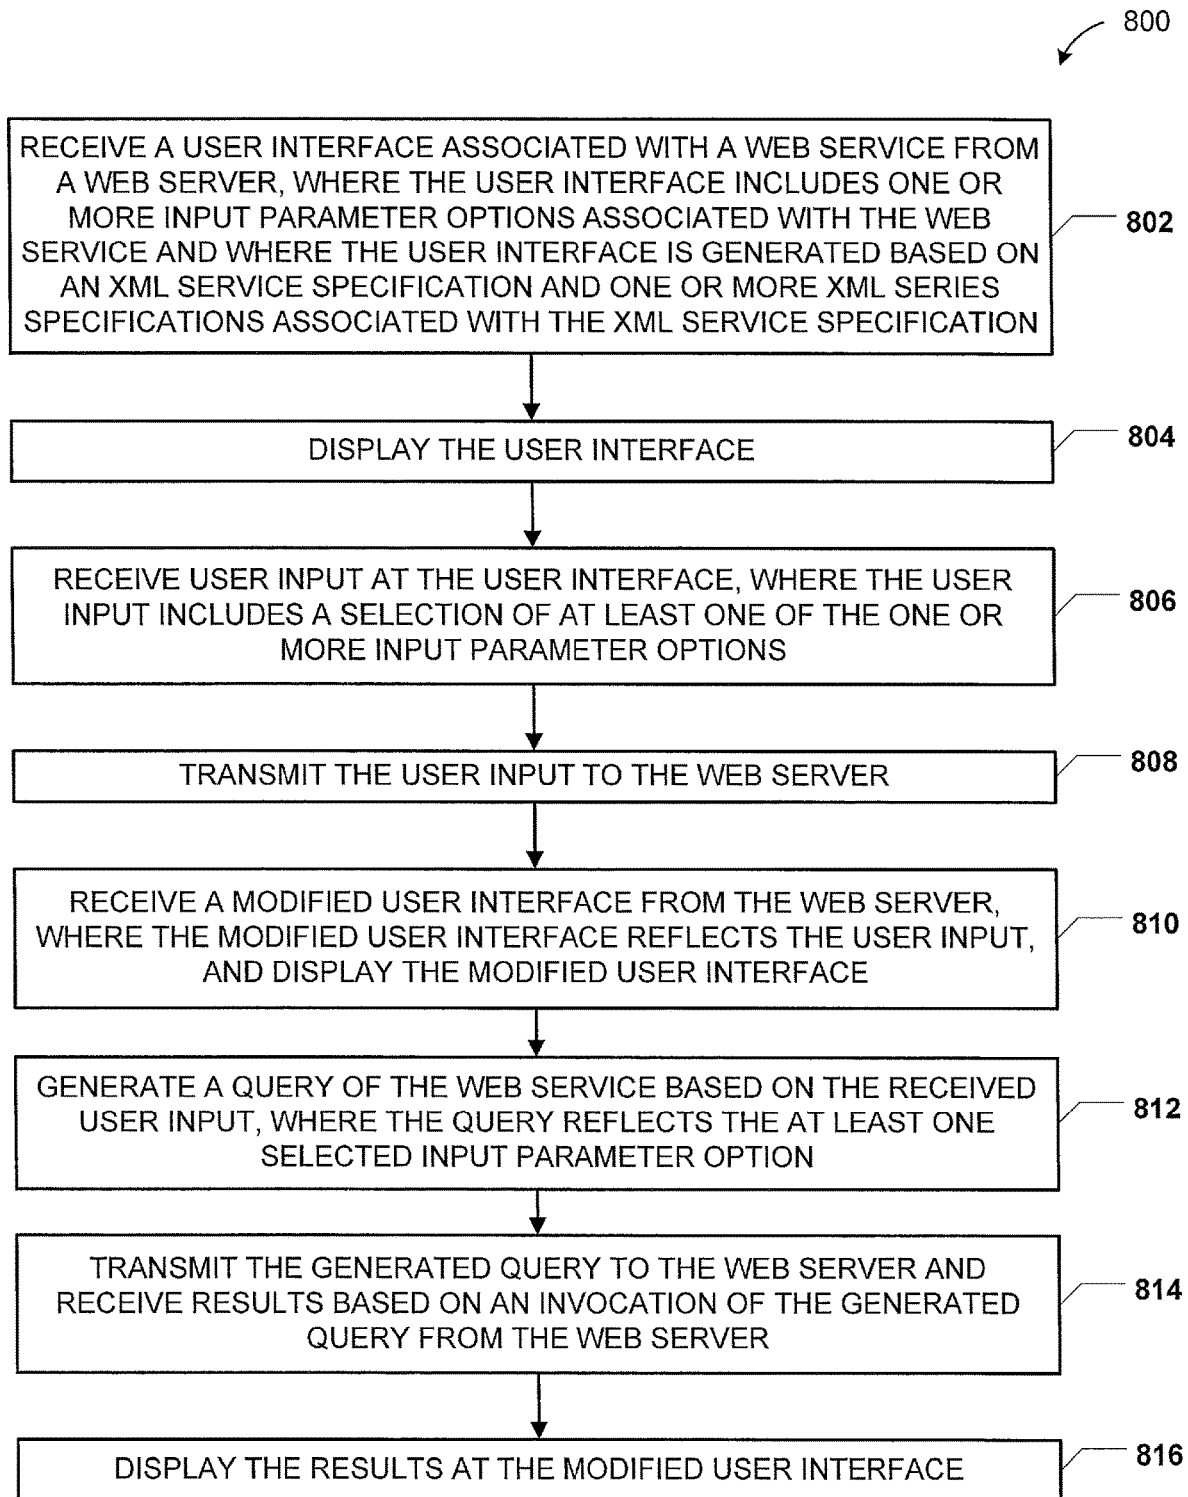 800
RECEIVE A USER INTERFACE ASSOCIATED WITH A WEB SERVICE FROM
A WEB SERVER, WHERE THE USER INTERFACE INCLUDES ONE OR
MORE INPUT PARAMETER OPTIONS ASSOCIATED WITH THE WEB
SERVICE AND WHERE THE USER INTERFACE IS GENERATED BASED ON
AN XML SERVICE SPECIFICATION AND ONE OR MORE XML SERIES
SPECIFICATIONS ASSOCIATED WITH THE XML SERVICE SPECIFICATION
802
DISPLAY THE USER INTERFACE
804
RECEIVE USER INPUT AT THE USER INTERFACE, WHERE THE USER
INPUT INCLUDES A SELECTION OF AT LEAST ONE OF THE ONE OR
MORE INPUT PARAMETER OPTIONS
806
TRANSMIT THE USER INPUT TO THE WEB SERVER
808
RECEIVE A MODIFIED USER INTERFACE FROM THE WEB SERVER,
WHERE THE MODIFIED USER INTERFACE REFLECTS THE USER INPUT,
AND DISPLAY THE MODIFIED USER INTERFACE
810
GENERATE A QUERY OF THE WEB SERVICE BASED ON THE RECEIVED
USER INPUT, WHERE THE QUERY REFLECTS THE AT LEAST ONE
SELECTED INPUT PARAMETER OPTION
812
TRANSMIT THE GENERATED QUERY TO THE WEB SERVER AND
RECEIVE RESULTS BASED ON AN INVOCATION OF THE GENERATED
QUERY FROM THE WEB SERVER
814
DISPLAY THE RESULTS AT THE MODIFIED USER INTERFACE
816